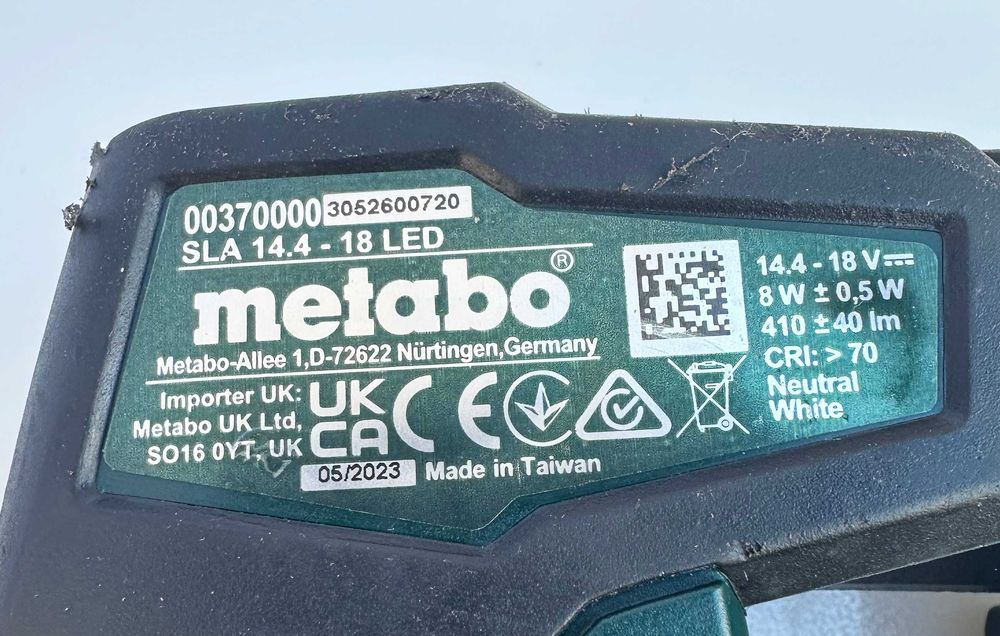 00370000 3052600720
SLA 14.4 - 18 LED
metabo®
Metabo-Allee 1,D-72622 Nürtingen,Germany
Importer UK:
Metabo UK Ltd,
SO16 0YT, UK
UK
CA
CE
05/2023 Made in Taiwan
14.4 - 18 V
8 W ± 0,5 W
410 ±40 lm
CRI: > 70
Neutral
White